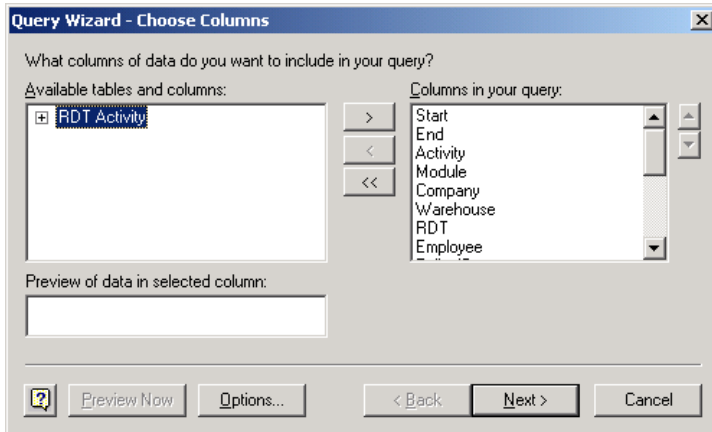 Query Wizard - Choose Columns
What columns of data do you want to include in your query?
Available tables and columns:
Columns in your query:
RDT Activity
>
<
<<
Start
End
Activity
Module
Company
Warehouse
RDT
Employee
Preview of data in selected column:
?
Preview Now
Options...
< Back
Next >
Cancel